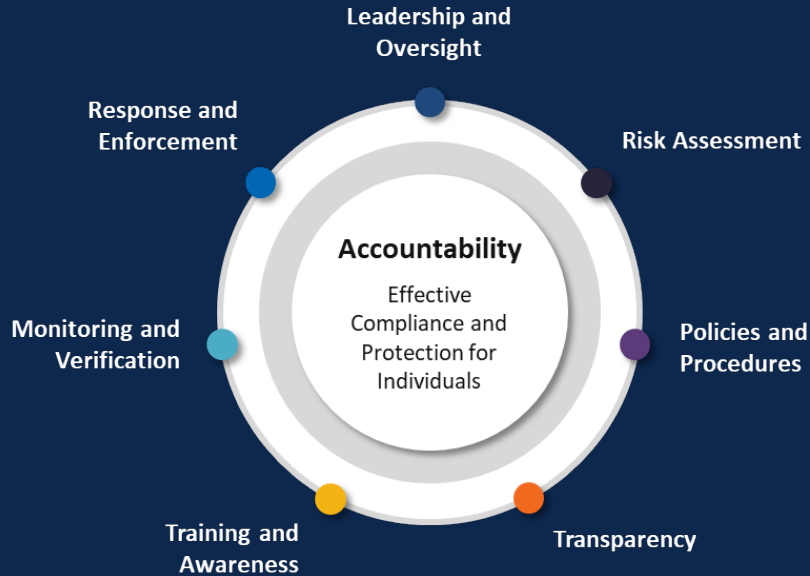 Leadership and
Oversight
Risk Assessment
Policies and
Procedures
Transparency
Training and
Awareness
Monitoring and
Verification
Response and
Enforcement
Accountability
Effective
Compliance and
Protection for
Individuals